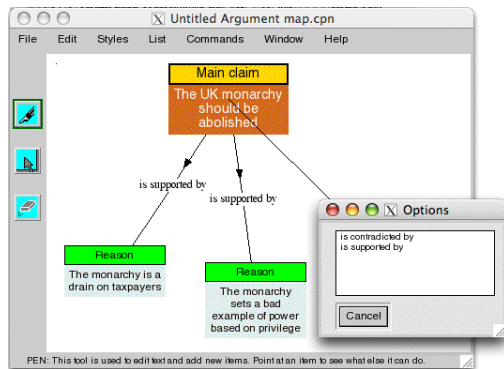 Untitled Argument map.cpn
File Edit Styles List Commands Window Help
Main claim
The UK monarchy
should be
abolished
is supported by
is supported by
Reason
The monarchy is a
drain on taxpayers
Reason
The monarchy
sets a bad
example of power
based on privilege
X Options
is contradicted by
is supported by
Cancel
PEN: This tool is used to edit text and add new items. Point at an item to see what else it can do.